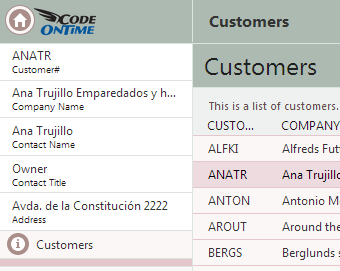 CODE
ONTIME
ANATR
Customer#
Ana Trujillo Emparedados y h...
Company Name
Ana Trujillo
Contact Name
Owner
Contact Title
Avda. de la Constitución 2222
Address
Customers
Customers
Customers
This is a list of customers.
CUSTO... COMPANY
ALFKI Alfreds Fut
ANATR Ana Trujillo
ANTON Antonio M
AROUT Around the
BERGS Berglunds s